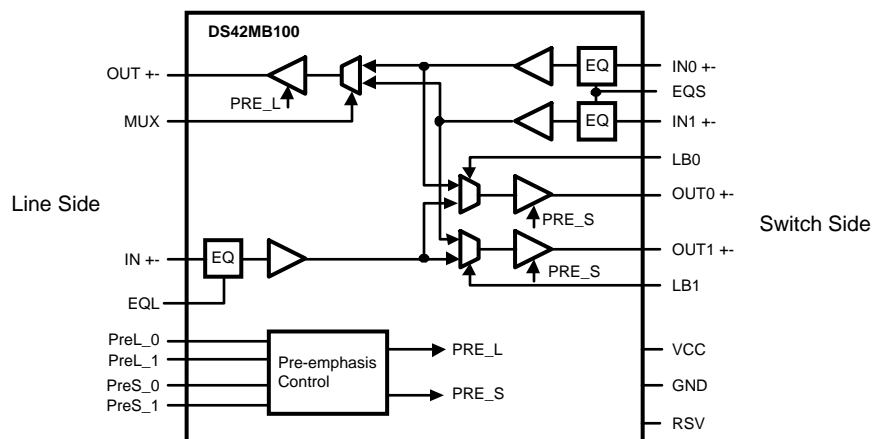 DS42MB100
OUT +-
PRE_L
MUX
EQ
IN0 +-
EQS
EQ
IN1 +-
LB0
OUT0 +-
PRE_S
Line Side
Switch Side
OUT1 +-
PRE_S
IN +-
EQ
LB1
EQL
PreL_0
PreL_1
PreS_0
PreS_1
Pre-emphasis
Control
PRE_L
PRE_S
VCC
GND
RSV